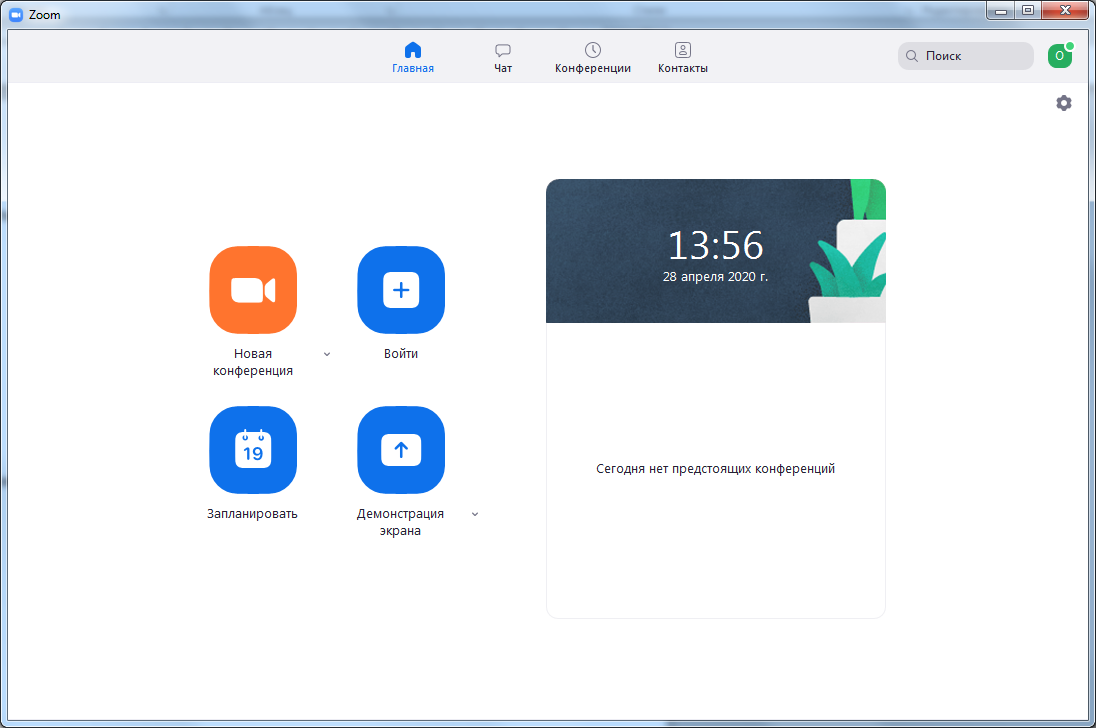 Zoom
Главная
Чат
Конференции
Контакты
Поиск
O
13:56
28 апреля 2020 г.
Новая
конференция
Войти
19
Запланировать
Демонстрация
экрана
Сегодня нет предстоящих конференций